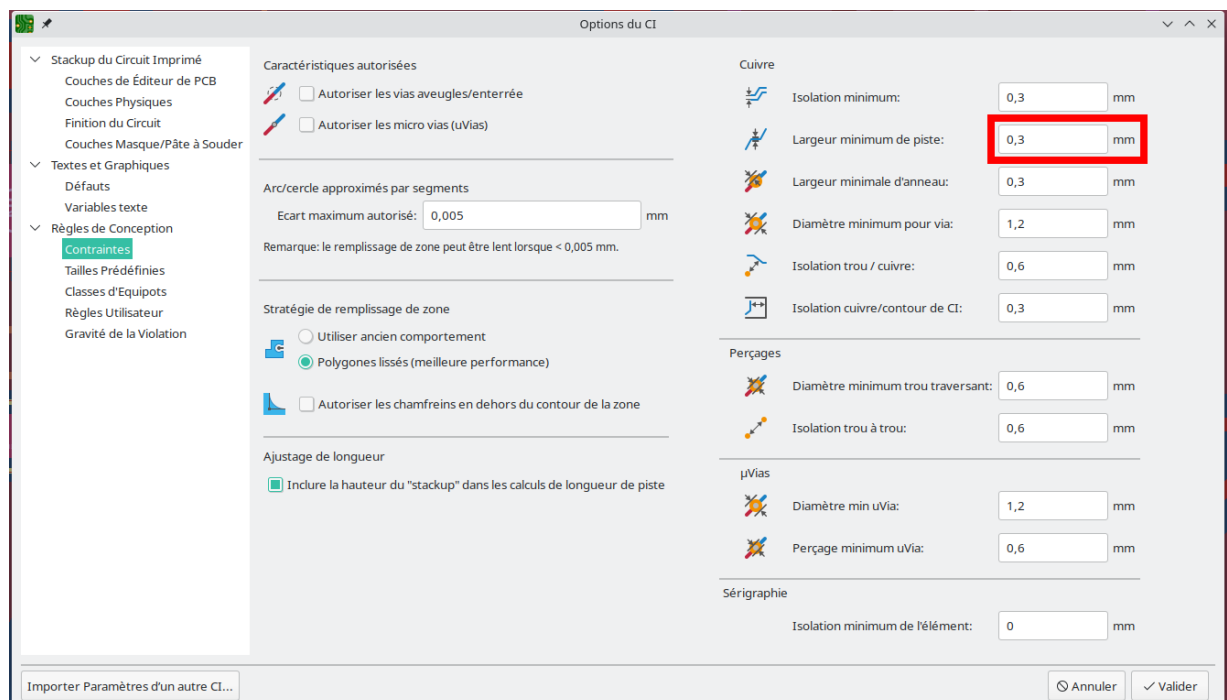 Options du CI
Stackup du Circuit Imprimé
Couches de Éditeur de PCB
Couches Physiques
Finition du Circuit
Couches Masque/Pâte à Souder
Textes et Graphiques
Défauts
Variables texte
Règles de Conception
Contraintes
Tailles Prédéfinies
Classes d'Equipots
Règles Utilisateur
Gravité de la Violation
Caractéristiques autorisées
Autoriser les vias aveugles/enterrée
Autoriser les micro vias (uVias)
Arc/cercle approximés par segments
Ecart maximum autorisé: 0,005 mm
Remarque: le remplissage de zone peut être lent lorsque < 0,005 mm.
Stratégie de remplissage de zone
Utiliser ancien comportement
Polygones lissés (meilleure performance)
Autoriser les chamfreins en dehors du contour de la zone
Ajustage de longueur
Inclure la hauteur du "stackup" dans les calculs de longueur de piste
Cuivre
Isolation minimum: 0,3 mm
Largeur minimum de piste: 0,3 mm
Largeur minimale d'anneau: 0,3 mm
Diamètre minimum pour via: 1,2 mm
Isolation trou / cuivre: 0,6 mm
Isolation cuivre/contour de CI: 0,3 mm
Perçages
Diamètre minimum trou traversant: 0,6 mm
Isolation trou à trou: 0,6 mm
µVias
Diamètre min uVia: 1,2 mm
Perçage minimum uVia: 0,6 mm
Sérigraphie
Isolation minimum de l'élément: 0 mm
Importer Paramètres d'un autre CI...
Annuler
Valider